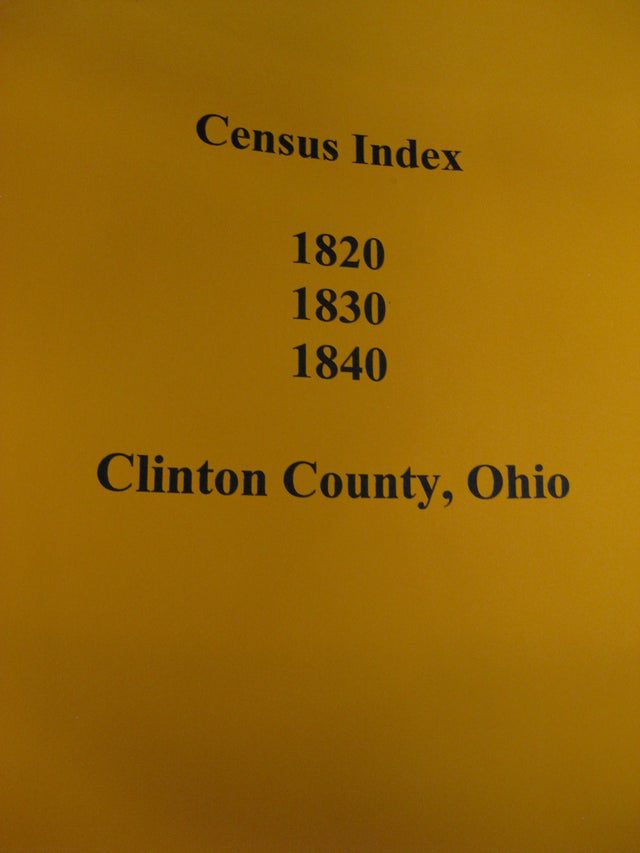 Census Index
1820
1830
1840
Clinton County, Ohio